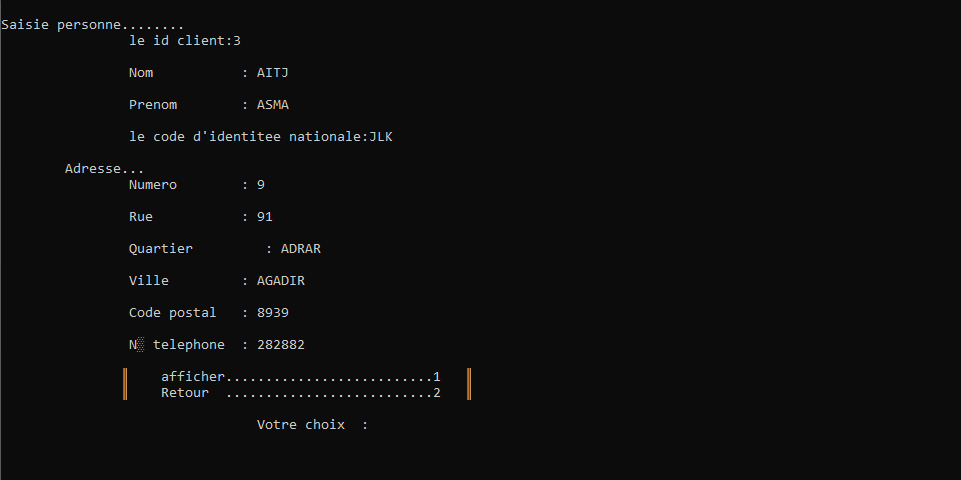 Saisie personne........
le id client:3
Nom : AITJ
Prenom : ASMA
le code d'identitee nationale:JLK
Adresse...
Numero : 9
Rue : 91
Quartier : ADRAR
Ville : AGADIR
Code postal : 8939
N░ telephone : 282882
afficher..........................1
Retour ..........................2
Votre choix :